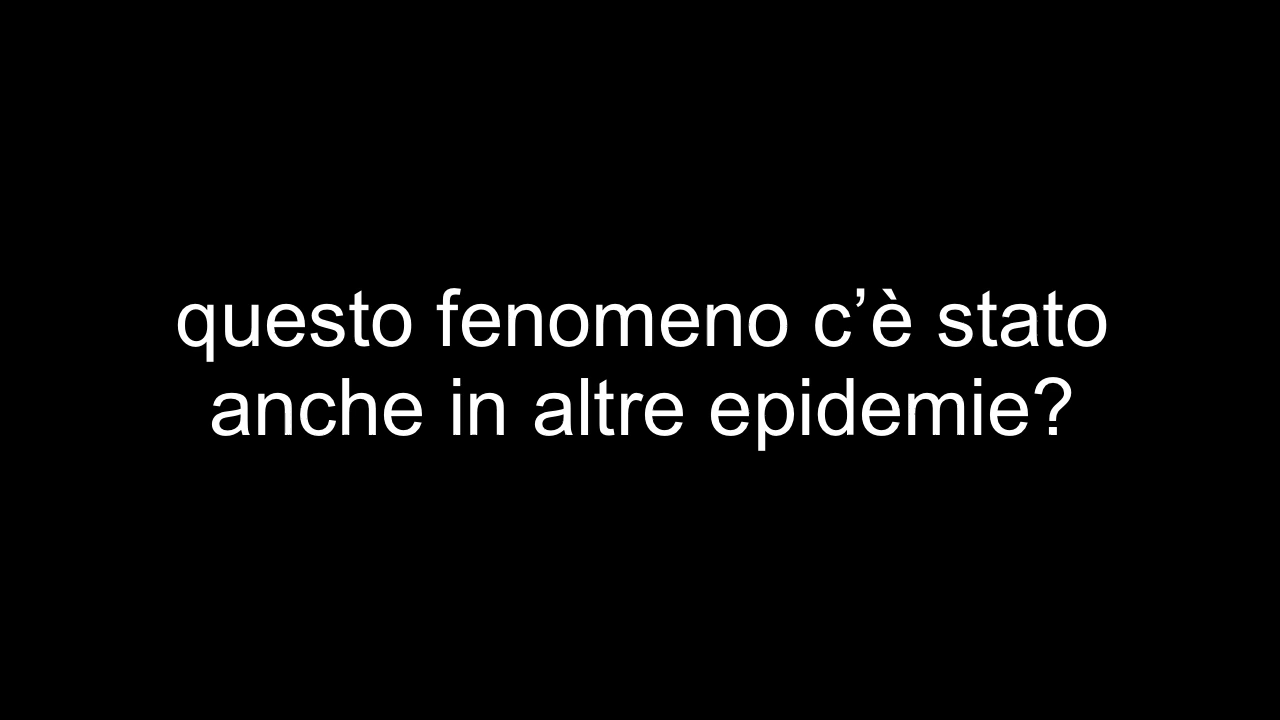 questo fenomeno c’è stato
anche in altre epidemie?